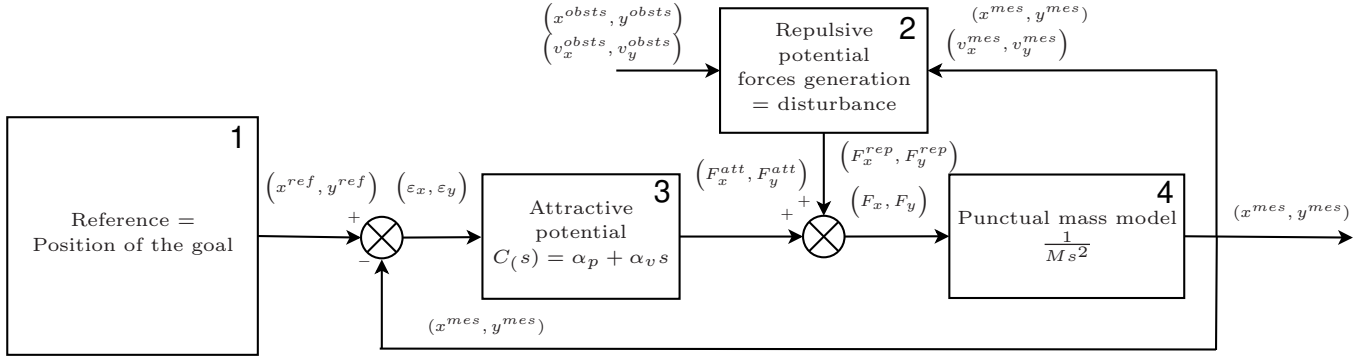 1
Reference =
Position of the goal
(x^{ref}, y^{ref})
+
−
(ε_x, ε_y)
3
Attractive
potential
C_(s) = α_p + α_v s
(x^{obsts}, y^{obsts})
(v_x^{obsts}, v_y^{obsts})
2
Repulsive
potential
forces generation
= disturbance
(x^{mes}, y^{mes})
(v_x^{mes}, v_y^{mes})
(F_x^{att}, F_y^{att})
(F_x^{rep}, F_y^{rep})
+
+
(F_x, F_y)
4
Punctual mass model
\frac{1}{Ms^2}
(x^{mes}, y^{mes})
(x^{mes}, y^{mes})